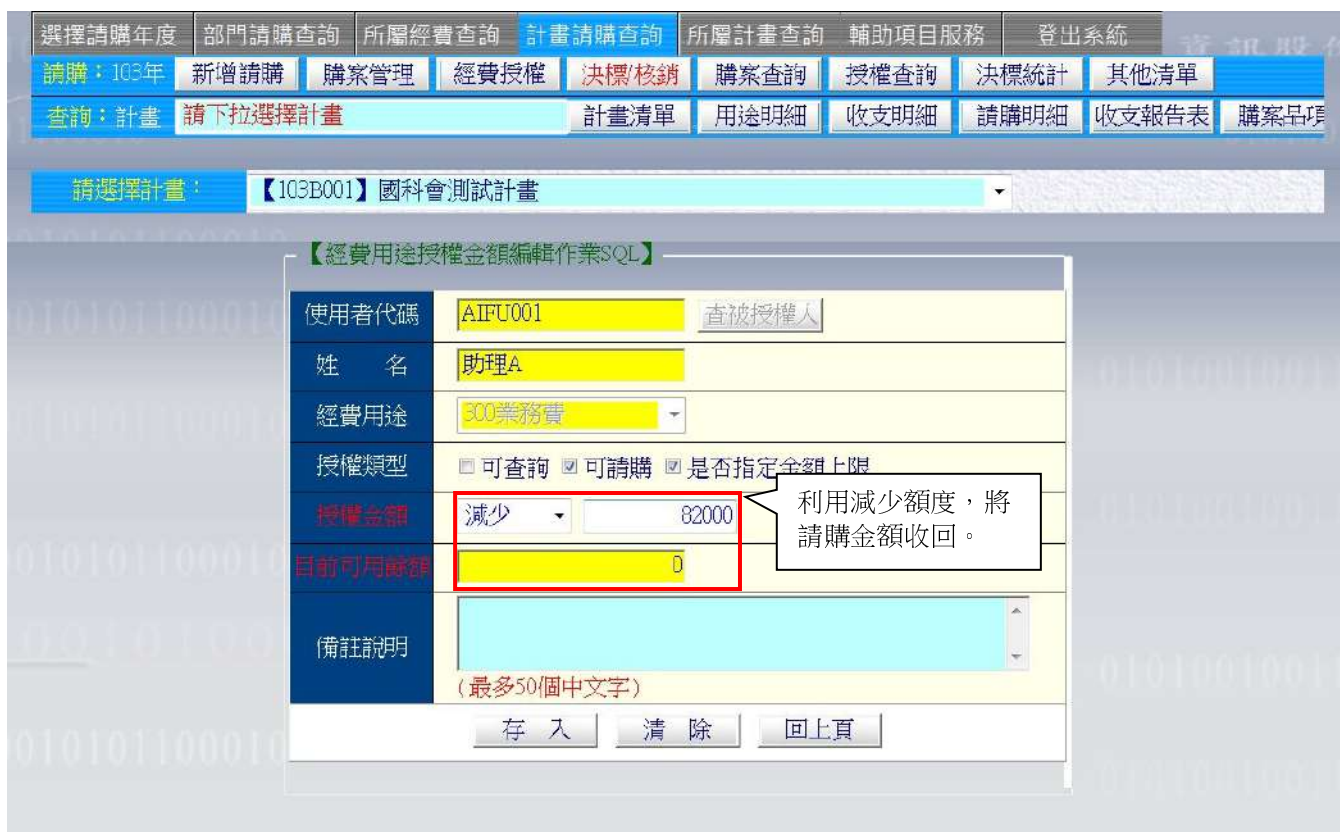 選擇請購年度 部門請購查詢 所屬經費查詢 計畫請購查詢 所屬計畫查詢 輔助項目服務 登出系統
請購：103年 新增請購 購案管理 經費授權 決標/核銷 購案查詢 授權查詢 決標統計 其他清單
查詢：計畫 請下拉選擇計畫 計畫清單 用途明細 收支明細 請購明細 收支報告表 購案品項
請選擇計畫： 【103B001】國科會測試計畫
【經費用途授權金額編輯作業SQL】
使用者代碼 AIFU001 查被授權人
姓 名 助理A
經費用途 300業務費
授權類型 可查詢 可請購 是否指定金額上限
授權金額 減少 82000
利用減少額度，將
請購金額收回。
目前可用餘額 0
備註說明
(最多50個中文字)
存 入 清 除 回上頁